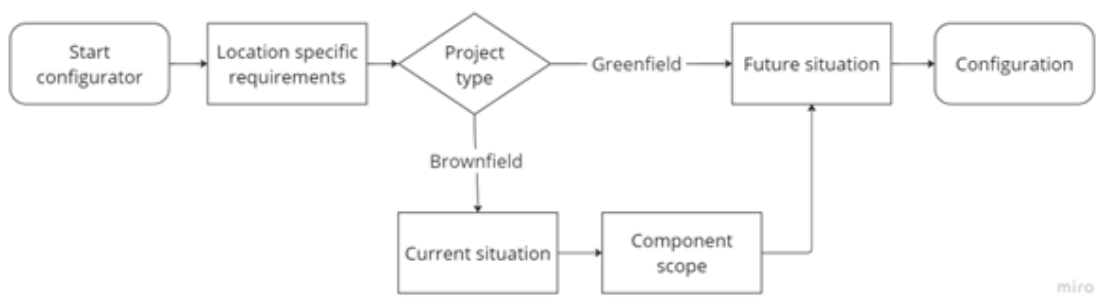 Start
configurator
Location specific
requirements
Project
type
Greenfield
Future situation
Configuration
Brownfield
Current situation
Component
scope
miro